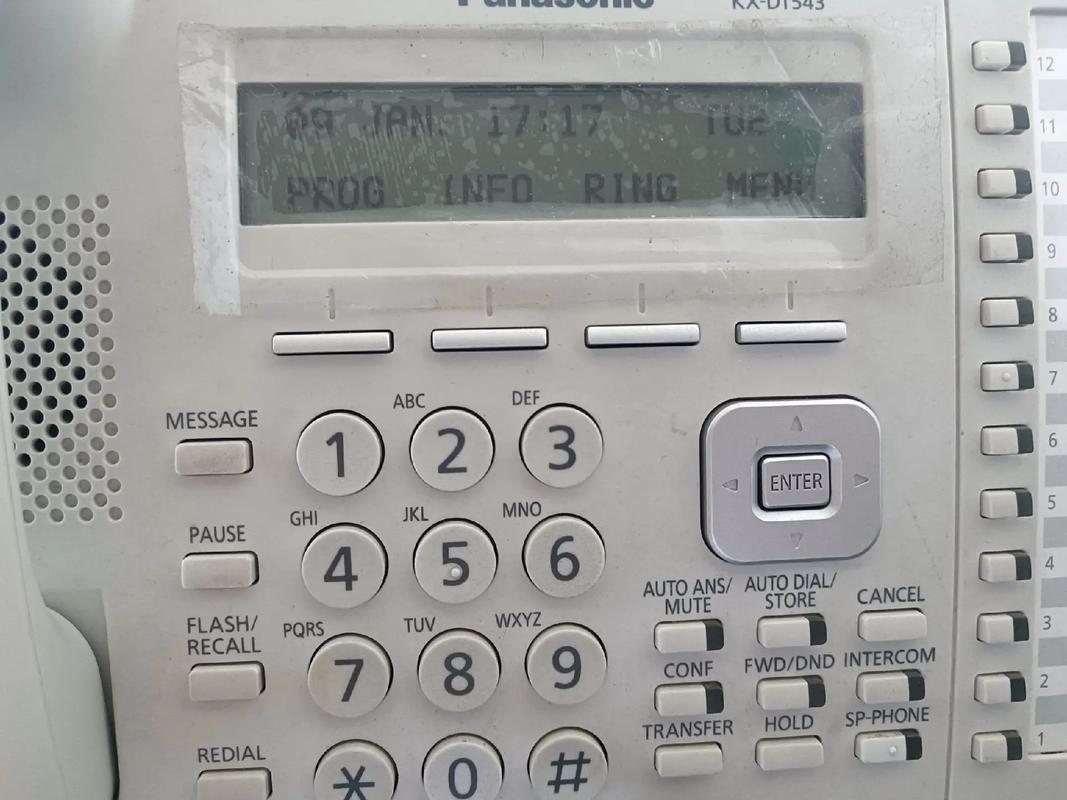 Panasonic KX-DT543
09 JAN. 17:17 TUE
PROG INFO RING MENU
12
11
10
9
8
7
6
5
4
3
2
1
MESSAGE
PAUSE
FLASH/
RECALL
REDIAL
1 ABC 2 DEF 3
GHI 4 JKL 5 MNO 6
PQRS 7 TUV 8 WXYZ 9
* 0 #
ENTER
AUTO ANS/
MUTE
AUTO DIAL/
STORE
CANCEL
CONF FWD/DND INTERCOM
TRANSFER HOLD SP-PHONE